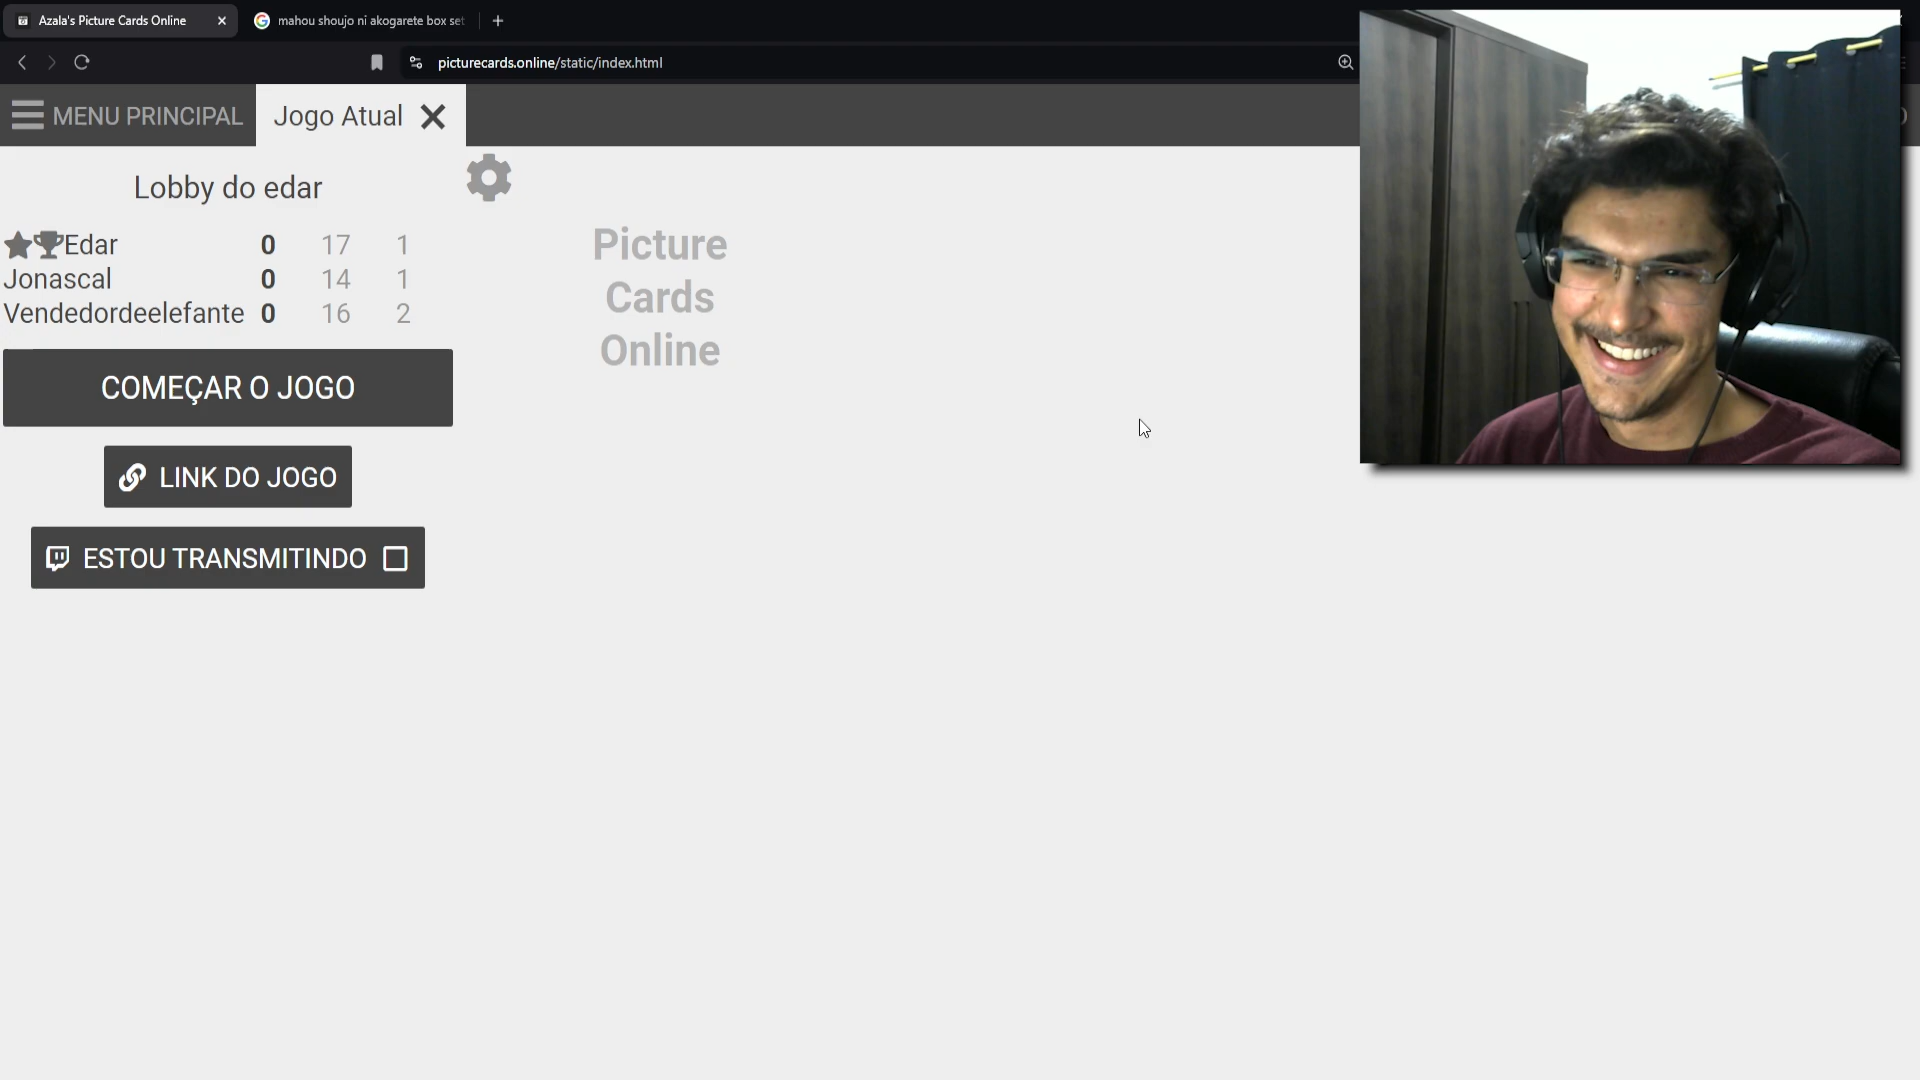 Azala's Picture Cards Online
mahou shoujo ni akogarete box set
picturecards.online/static/index.html
MENU PRINCIPAL
Jogo Atual
Lobby do edar
Edar 0 17 1
Jonascal 0 14 1
Vendedordeelefante 0 16 2
COMEÇAR O JOGO
LINK DO JOGO
ESTOU TRANSMITINDO
Picture
Cards
Online